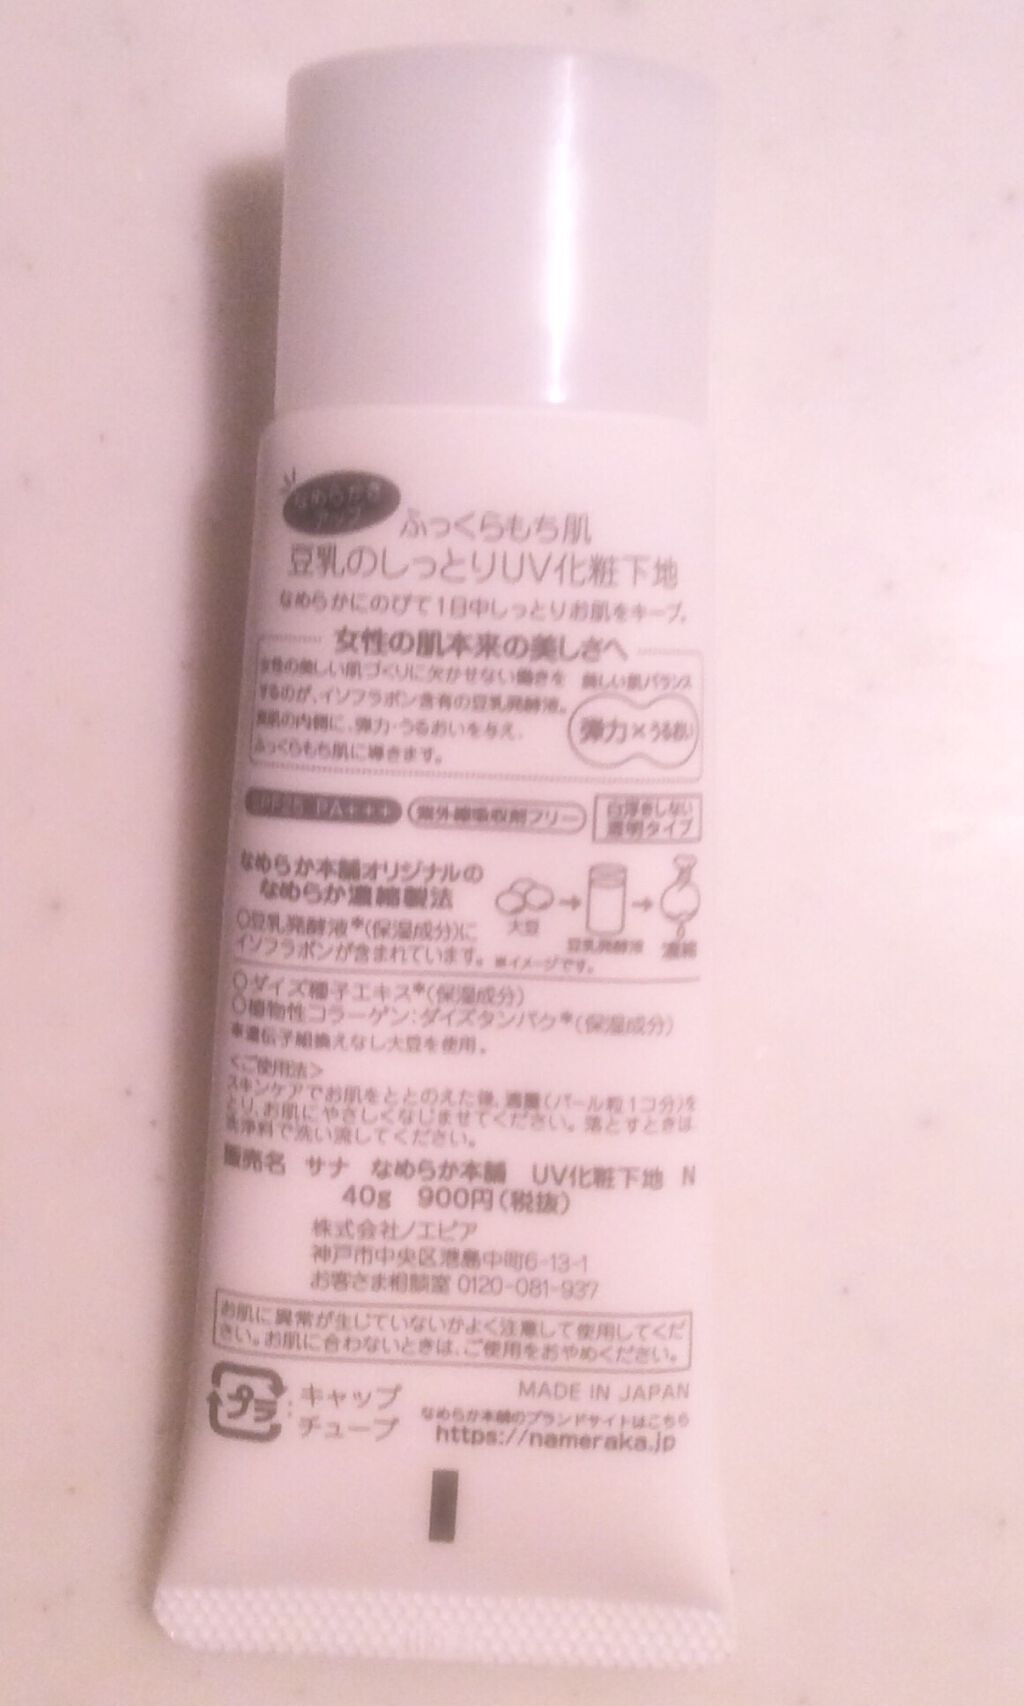 ふっくらもち肌
豆乳のしっとりUV化粧下地
なめらかにのびて1日中しっとりお肌をキープ。
女性の肌本来の美しさへ
女性の美しい肌づくりに欠かせない働きを
するのが、イソフラボン含有の豆乳発酵液。
素肌の内側に、弾力・うるおいを与え、
ふっくらもち肌に導きます。
美しい肌バランス
弾力×うるおい
SPF25 PA+++
紫外線吸収剤フリー
白浮きしない
透明タイプ
なめらか本舗オリジナルの
なめらか濃縮製法
○豆乳発酵液*(保湿成分)に
イソフラボンが含まれています。
大豆
豆乳発酵液
濃縮
※イメージです。
○ダイズ種子エキス*(保湿成分)
○植物性コラーゲン:ダイズタンパク*(保湿成分)
*遺伝子組換えなし大豆を使用。
<ご使用法>
スキンケアでお肌をととのえた後、適量(パール粒1コ分)を
とり、お肌にやさしくなじませてください。落とすときは
洗浄料で洗い流してください。
販売名 サナ なめらか本舗 UV化粧下地 N
40g 900円(税抜)
株式会社ノエビア
神戸市中央区港島中町6-13-1
お客さま相談室 0120-081-937
お肌に異常が生じていないかよく注意して使用してくだ
さい。お肌に合わないときは、ご使用をおやめください。
プラ
キャップ
チューブ
MADE IN JAPAN
なめらか本舗のブランドサイトはこちら
https://nameraka.jp